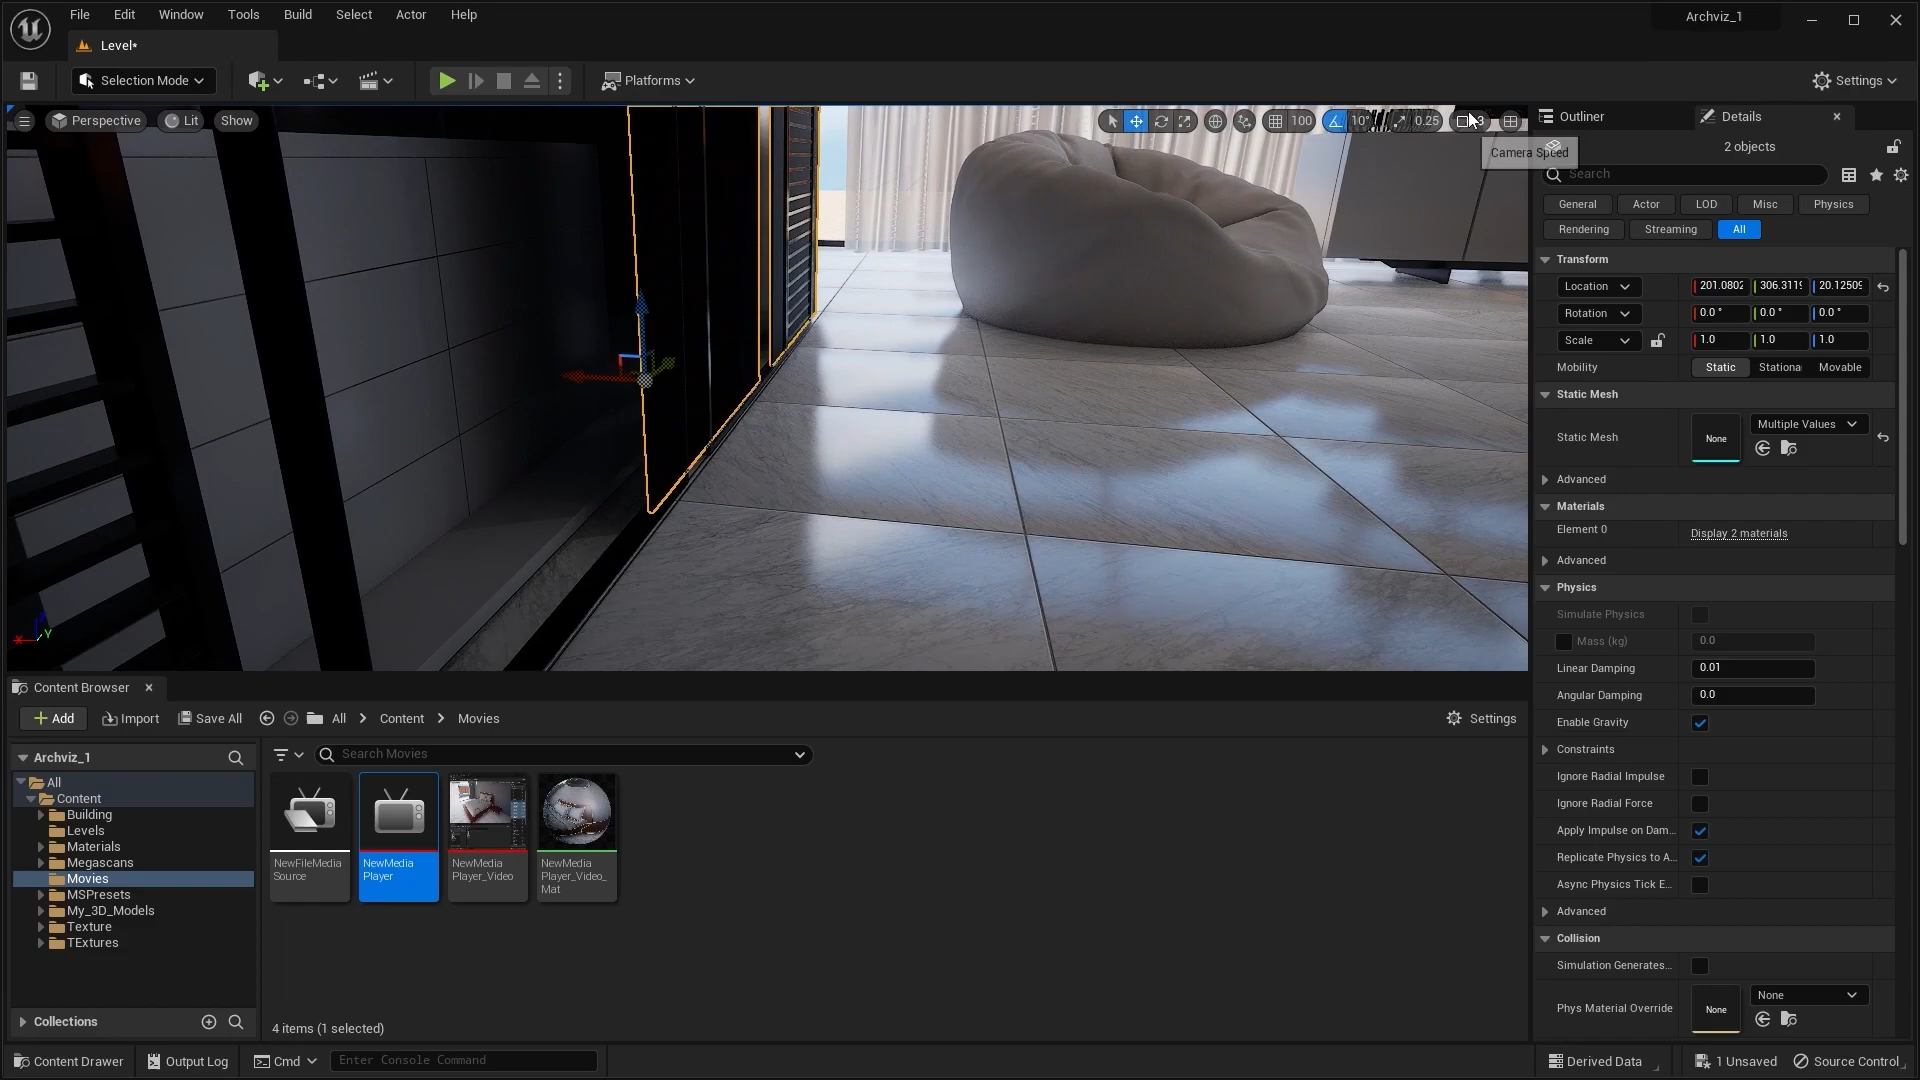 File Edit Window Tools Build Select Actor Help
Archviz_1
Level*
Selection Mode
Platforms
Settings
Perspective Lit Show
100 10° 0.25 3
Camera Speed
Outliner Details
2 objects
Search
General Actor LOD Misc Physics
Rendering Streaming All
Transform
Location 201.0802 306.3119 20.12509
Rotation 0.0 ° 0.0 ° 0.0 °
Scale 1.0 1.0 1.0
Mobility Static Stationa Movable
Static Mesh
Static Mesh None Multiple Values
Advanced
Materials
Element 0 Display 2 materials
Advanced
Physics
Simulate Physics
Mass (kg) 0.0
Linear Damping 0.01
Angular Damping 0.0
Enable Gravity
Constraints
Ignore Radial Impulse
Ignore Radial Force
Apply Impulse on Dam...
Replicate Physics to A...
Async Physics Tick E...
Advanced
Collision
Simulation Generates...
Phys Material Override None None
Y
Content Browser
Add Import Save All All Content Movies Settings
Archviz_1
Search Movies
All
Content
Building
Levels
Materials
Megascans
Movies
MSPresets
My_3D_Models
Texture
TExtures
Collections
NewFileMedia
Source
NewMedia
Player
NewMedia
Player_Video
NewMedia
Player_Video_
Mat
4 items (1 selected)
Content Drawer Output Log Cmd Enter Console Command
Derived Data 1 Unsaved Source Control